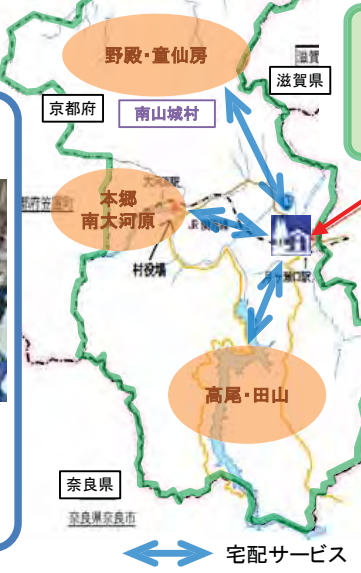 野殿・童仙房
滋賀
滋賀県
京都府
南山城村
本郷
南大河原
村役場
高尾・田山
奈良県
奈良県奈良市
宅配サービス